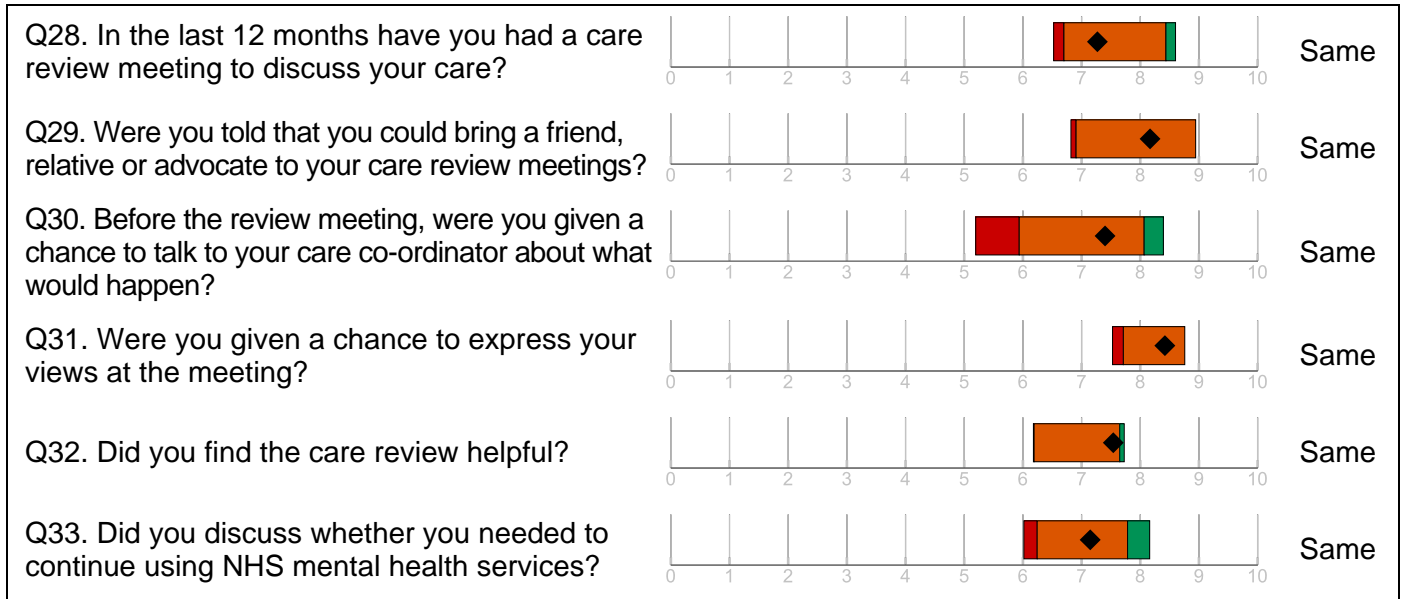 Q28. In the last 12 months have you had a care
review meeting to discuss your care?
0 1 2 3 4 5 6 7 8 9 10
Same
Q29. Were you told that you could bring a friend,
relative or advocate to your care review meetings?
0 1 2 3 4 5 6 7 8 9 10
Same
Q30. Before the review meeting, were you given a
chance to talk to your care co-ordinator about what
would happen?
0 1 2 3 4 5 6 7 8 9 10
Same
Q31. Were you given a chance to express your
views at the meeting?
0 1 2 3 4 5 6 7 8 9 10
Same
Q32. Did you find the care review helpful?
0 1 2 3 4 5 6 7 8 9 10
Same
Q33. Did you discuss whether you needed to
continue using NHS mental health services?
0 1 2 3 4 5 6 7 8 9 10
Same